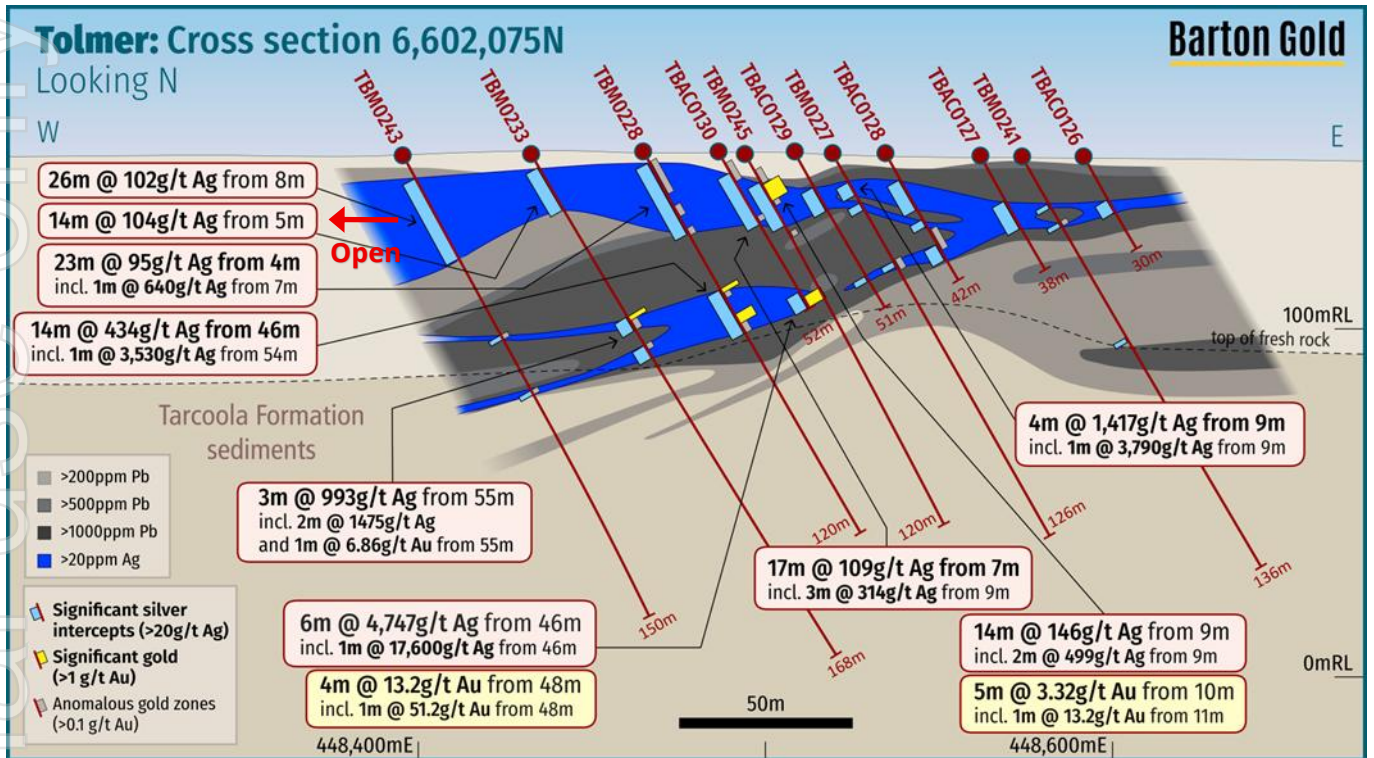 Tolmer: Cross section 6,602,075N
Looking N
Barton Gold
W
E
TBM0243
TBM0233
TBM0228
TBAC0130
TBM0245
TBAC0129
TBM0227
TBAC0128
TBAC0127
TBM0241
TBAC0126
26m @ 102g/t Ag from 8m
14m @ 104g/t Ag from 5m
Open
23m @ 95g/t Ag from 4m
incl. 1m @ 640g/t Ag from 7m
14m @ 434g/t Ag from 46m
incl. 1m @ 3,530g/t Ag from 54m
30m
38m
42m
51m
52m
100mRL
top of fresh rock
Tarcoola Formation
sediments
>200ppm Pb
>500ppm Pb
>1000ppm Pb
>20ppm Ag
4m @ 1,417g/t Ag from 9m
incl. 1m @ 3,790g/t Ag from 9m
3m @ 993g/t Ag from 55m
incl. 2m @ 1475g/t Ag
and 1m @ 6.86g/t Au from 55m
120m
120m
126m
136m
17m @ 109g/t Ag from 7m
incl. 3m @ 314g/t Ag from 9m
150m
168m
Significant silver
intercepts (>20g/t Ag)
Significant gold
(>1 g/t Au)
Anomalous gold zones
(>0.1 g/t Au)
6m @ 4,747g/t Ag from 46m
incl. 1m @ 17,600g/t Ag from 46m
4m @ 13.2g/t Au from 48m
incl. 1m @ 51.2g/t Au from 48m
14m @ 146g/t Ag from 9m
incl. 2m @ 499g/t Ag from 9m
5m @ 3.32g/t Au from 10m
incl. 1m @ 13.2g/t Au from 11m
0mRL
50m
448,400mE
448,600mE